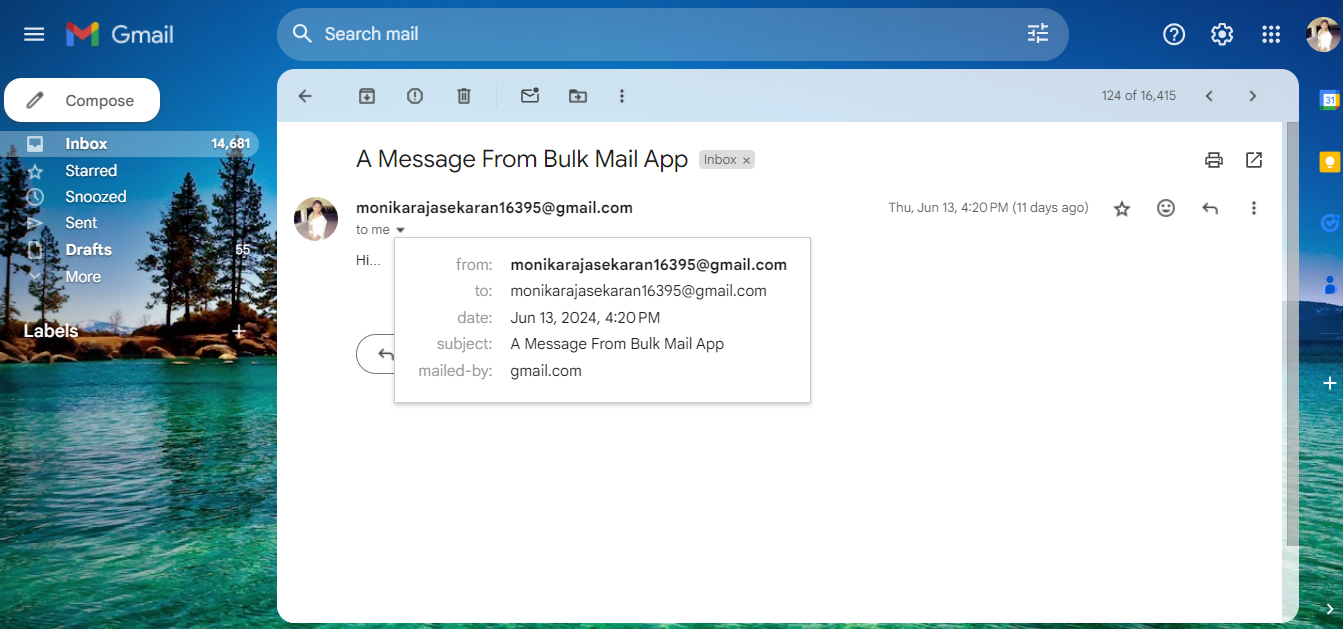 Gmail
Search mail
Compose
Inbox 14,681
Starred
Snoozed
Sent
Drafts 55
More
Labels
124 of 16,415
A Message From Bulk Mail App Inbox ×
monikarajasekaran16395@gmail.com
Thu, Jun 13, 4:20 PM (11 days ago)
to me
Hi...
from: monikarajasekaran16395@gmail.com
to: monikarajasekaran16395@gmail.com
date: Jun 13, 2024, 4:20 PM
subject: A Message From Bulk Mail App
mailed-by: gmail.com
31